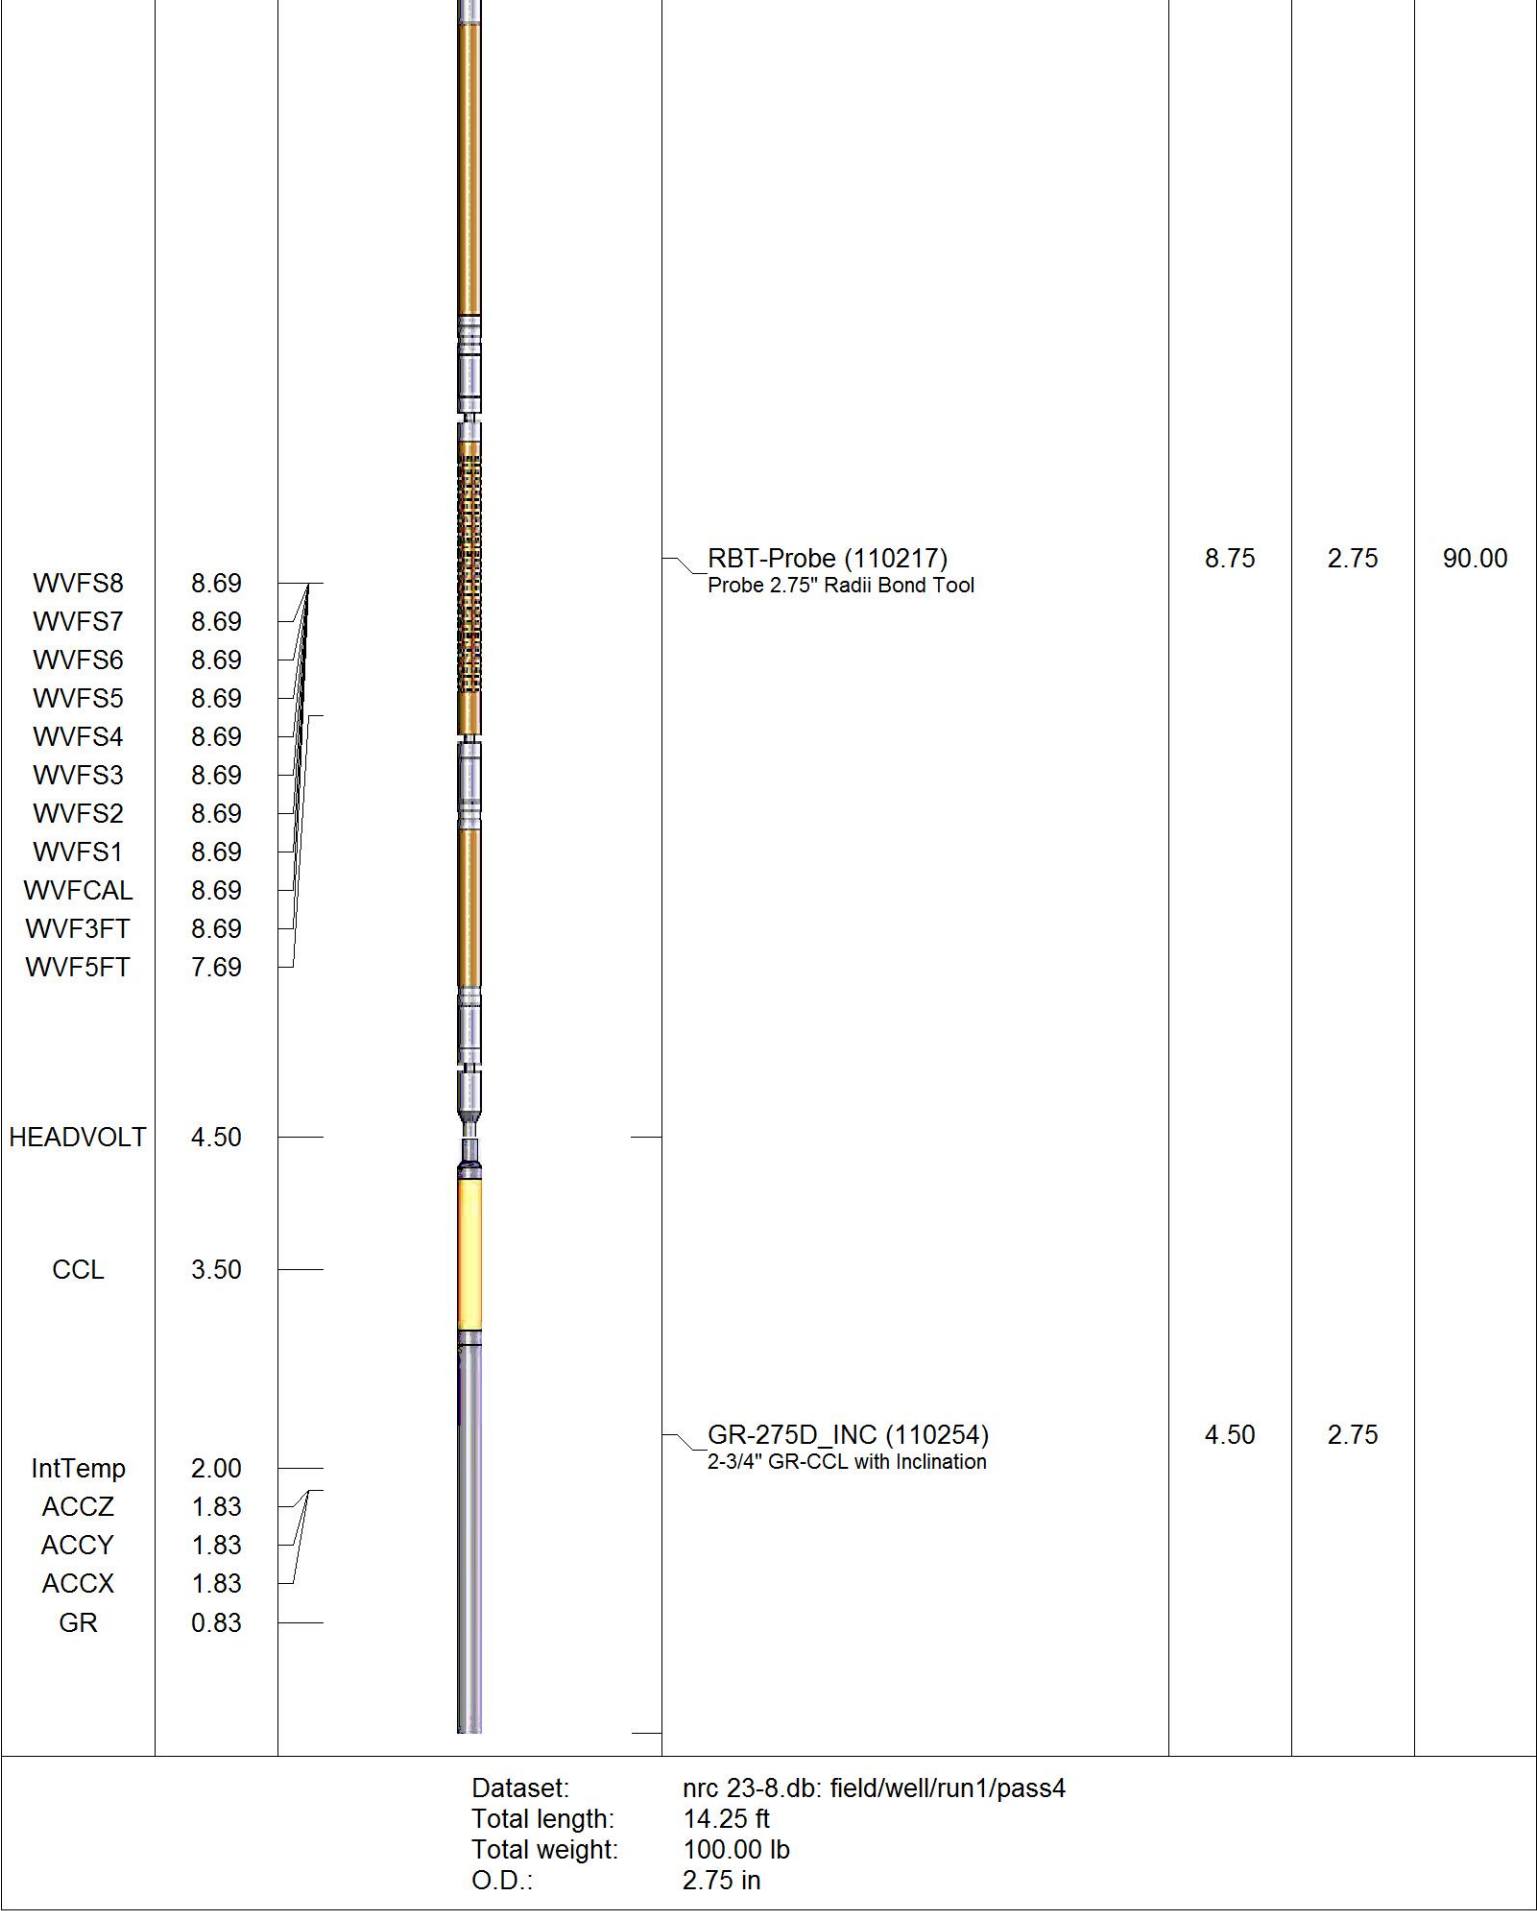 RBT-Probe (110217) 8.75 2.75 90.00
Probe 2.75" Radii Bond Tool
WVFS8 8.69
WVFS7 8.69
WVFS6 8.69
WVFS5 8.69
WVFS4 8.69
WVFS3 8.69
WVFS2 8.69
WVFS1 8.69
WVFCAL 8.69
WVF3FT 8.69
WVF5FT 7.69
HEADVOLT 4.50
CCL 3.50
GR-275D_INC (110254) 4.50 2.75
2-3/4" GR-CCL with Inclination
IntTemp 2.00
ACCZ 1.83
ACCY 1.83
ACCX 1.83
GR 0.83
Dataset: nrc 23-8.db: field/well/run1/pass4
Total length: 14.25 ft
Total weight: 100.00 lb
O.D.: 2.75 in